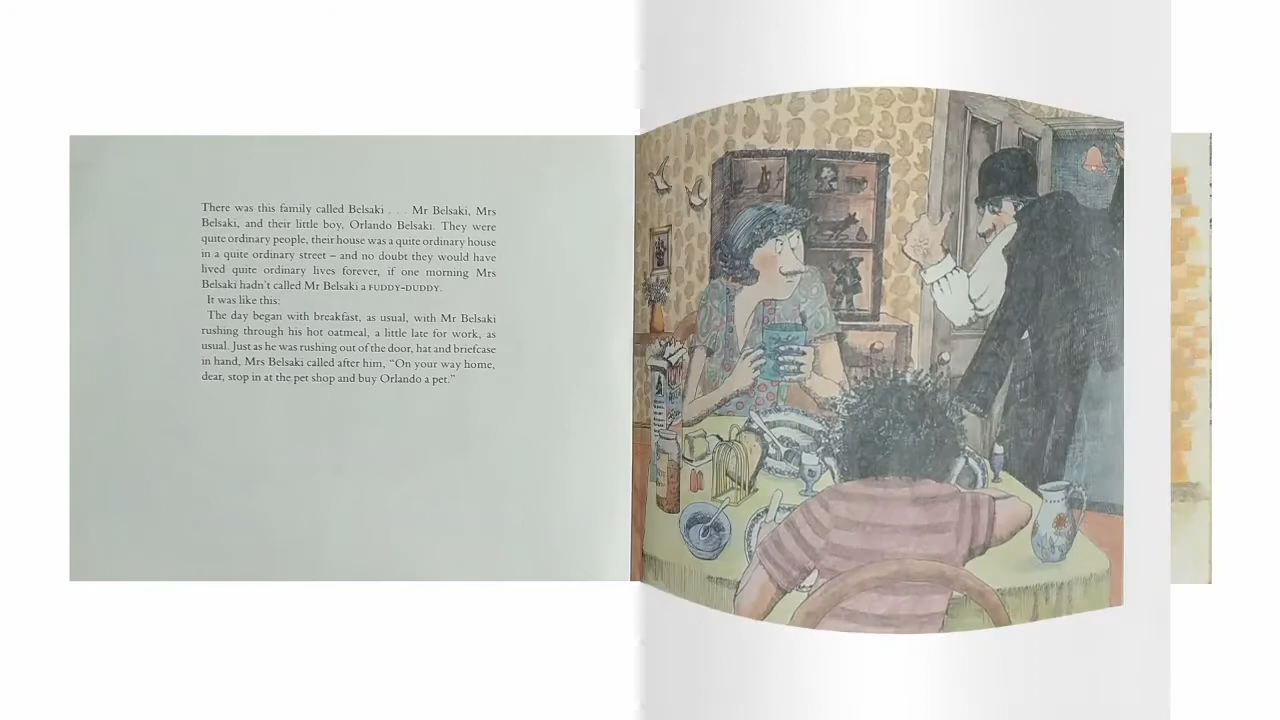 There was this family called Belsaki . . . Mr Belsaki, Mrs
Belsaki, and their little boy, Orlando Belsaki. They were
quite ordinary people, their house was a quite ordinary house
in a quite ordinary street – and no doubt they would have
lived quite ordinary lives forever, if one morning Mrs
Belsaki hadn't called Mr Belsaki a FUDDY-DUDDY.
It was like this:
The day began with breakfast, as usual, with Mr Belsaki
rushing through his hot oatmeal, a little late for work, as
usual. Just as he was rushing out of the door, hat and briefcase
in hand, Mrs Belsaki called after him, “On your way home,
dear, stop in at the pet shop and buy Orlando a pet.”